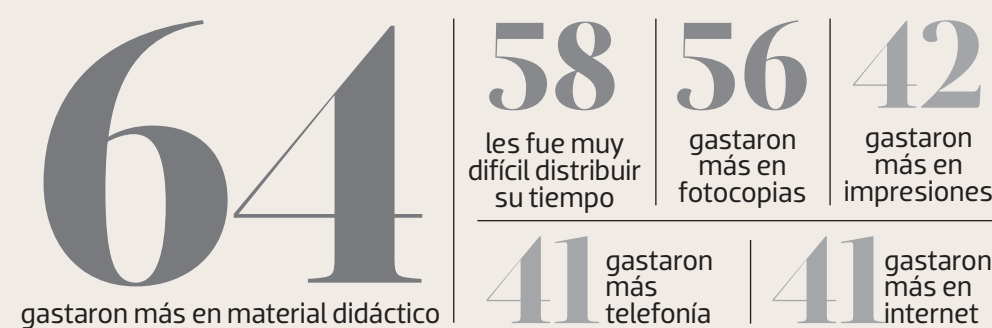 64
gastaron más en material didáctico
58
les fue muy
difícil distribuir
su tiempo
56
gastaron
más en
fotocopias
42
gastaron
más en
impresiones
41
gastaron
más
telefonía
41
gastaron
más en
internet